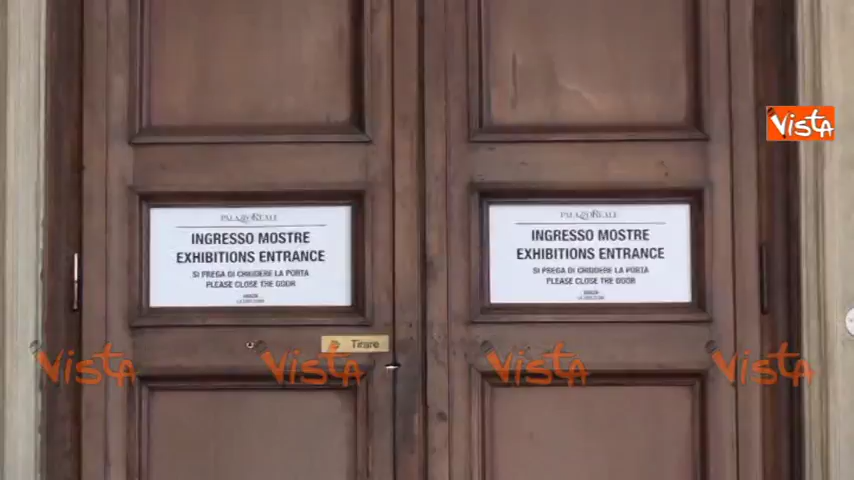 VISTA
PALAZZOREALE
INGRESSO MOSTRE
EXHIBITIONS ENTRANCE
SI PREGA DI CHIUDERE LA PORTA
PLEASE CLOSE THE DOOR
PALAZZOREALE
INGRESSO MOSTRE
EXHIBITIONS ENTRANCE
SI PREGA DI CHIUDERE LA PORTA
PLEASE CLOSE THE DOOR
Tirare
VISTA
VISTA
VISTA
VISTA